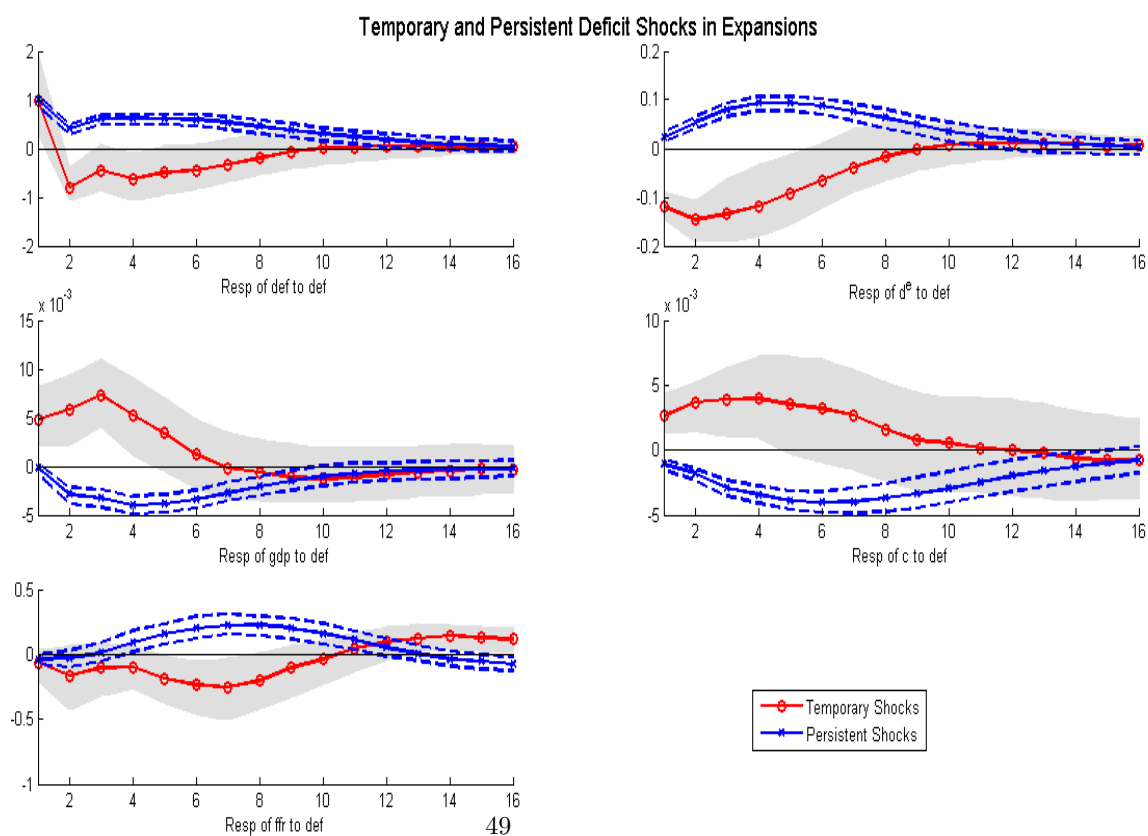 Temporary and Persistent Deficit Shocks in Expansions
2
1
0
-1
-2
2 4 6 8 10 12 14 16
Resp of def to def
0.2
0.1
0
-0.1
-0.2
2 4 6 8 10 12 14 16
Resp of dᵉ to def
x 10⁻³
15
10
5
0
-5
2 4 6 8 10 12 14 16
Resp of gdp to def
x 10⁻³
10
5
0
-5
2 4 6 8 10 12 14 16
Resp of c to def
0.5
0
-0.5
-1
2 4 6 8 10 12 14 16
Resp of ffr to def
Temporary Shocks
Persistent Shocks
49